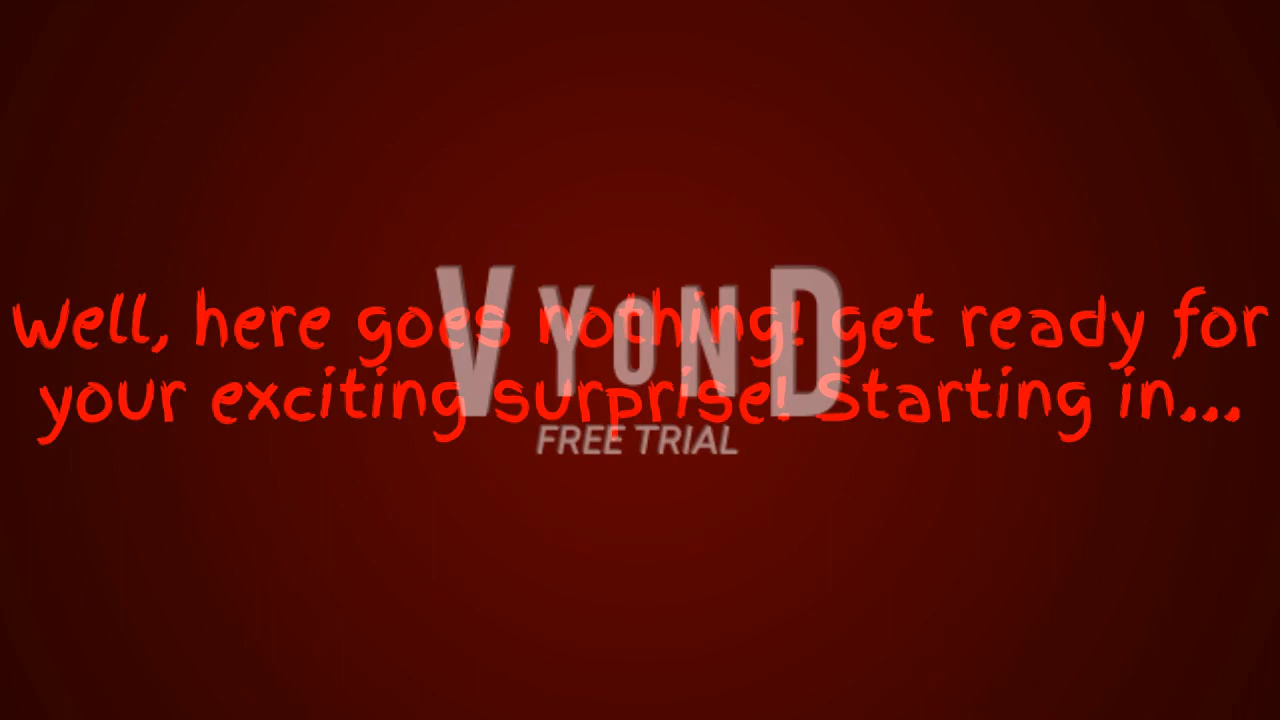 Well, here goes nothing! get ready for
your exciting surprise! Starting in...
VYOND
FREE TRIAL